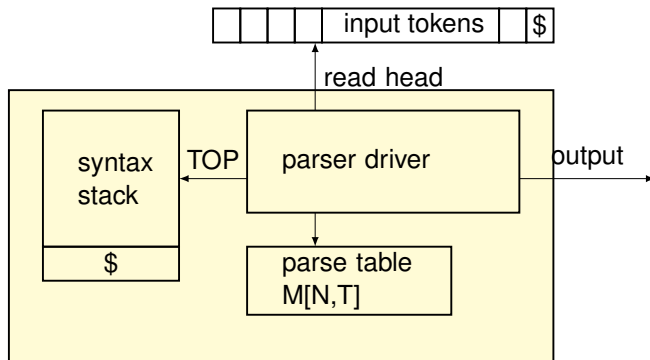 input tokens $
read head
syntax
stack
TOP
parser driver
output
$
parse table
M[N,T]